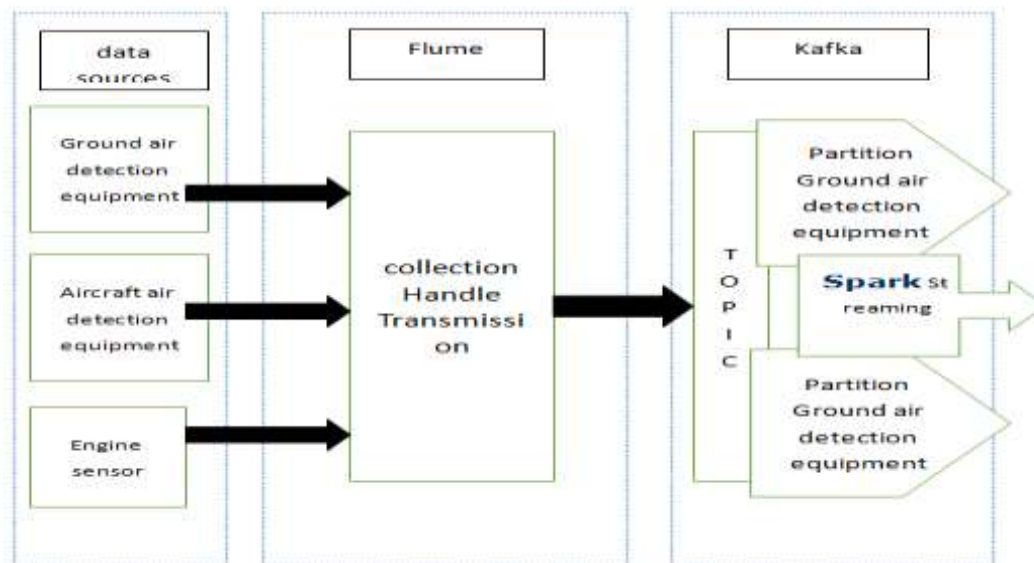 data
sources
Ground air
detection
equipment
Aircraft air
detection
equipment
Engine
sensor
Flume
collection
Handle
Transmissi
on
Kafka
T
O
P
I
C
Partition
Ground air
detection
equipment
Spark St
reaming
Partition
Ground air
detection
equipment